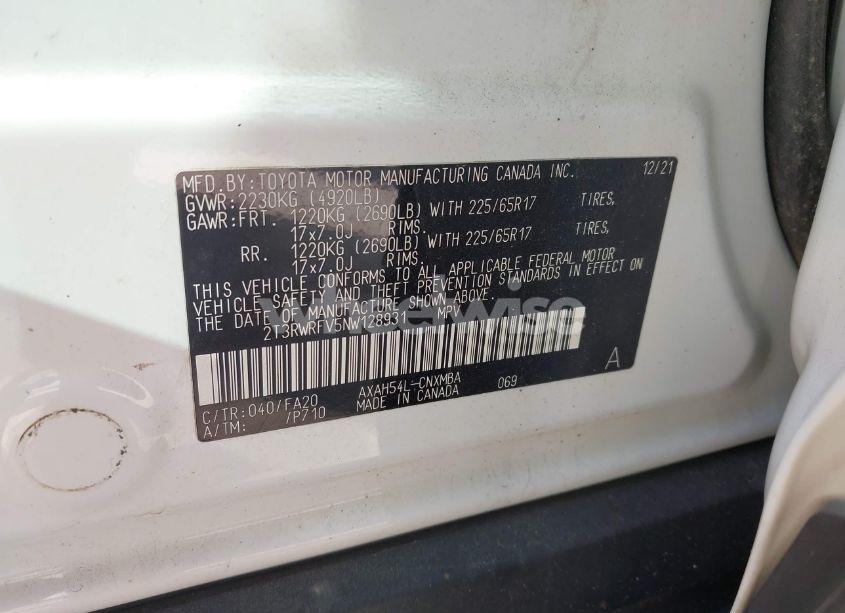 MFD.BY:TOYOTA MOTOR MANUFACTURING CANADA INC. 12/21
GVWR:2230KG (4920LB)
GAWR:FRT. 1220KG (2690LB) WITH 225/65R17 TIRES,
17x7.0J RIMS.
RR. 1220KG (2690LB) WITH 225/65R17 TIRES,
17x7.0J RIMS.
THIS VEHICLE CONFORMS TO ALL APPLICABLE FEDERAL MOTOR
VEHICLE SAFETY AND THEFT PREVENTION STANDARDS IN EFFECT ON
THE DATE OF MANUFACTURE SHOWN ABOVE.
2T3RWRFV5NW128931 MPV
wheelwise
A
AXAH54L-CNXMBA 069
C/TR:040/FA20 MADE IN CANADA
A/TM: /P710